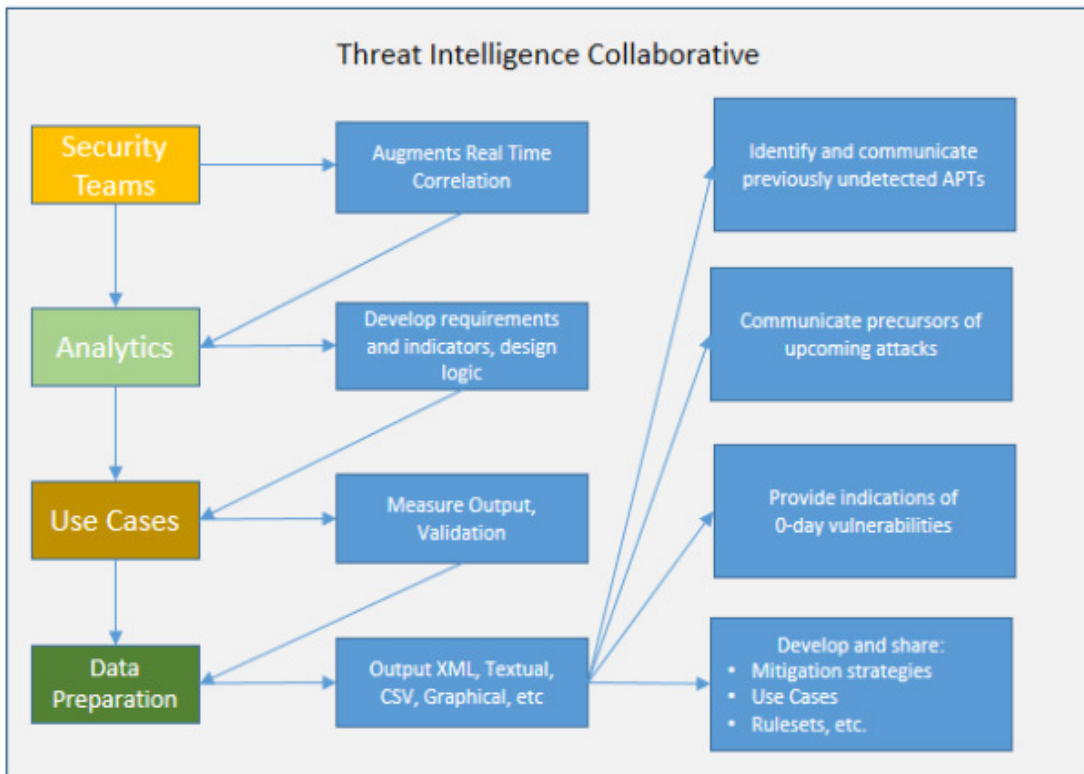 Threat Intelligence Collaborative
Security
Teams
Augments Real Time
Correlation
Identify and communicate
previously undetected APTs
Analytics
Develop requirements
and indicators, design
logic
Communicate precursors of
upcoming attacks
Use Cases
Measure Output,
Validation
Provide indications of
0-day vulnerabilities
Data
Preparation
Output XML, Textual,
CSV, Graphical, etc
Develop and share:
• Mitigation strategies
• Use Cases
• Rulesets, etc.